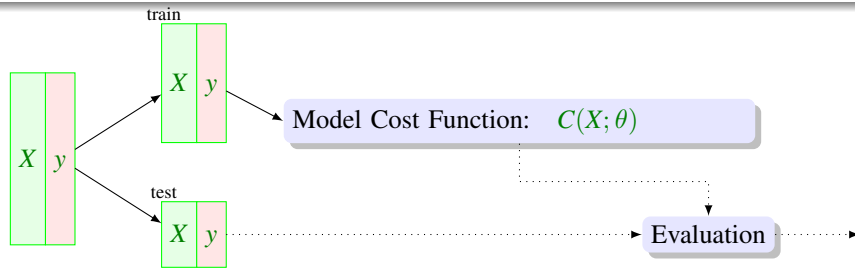 train
X y
Model Cost Function: C(X; θ)
X y
test
X y
Evaluation